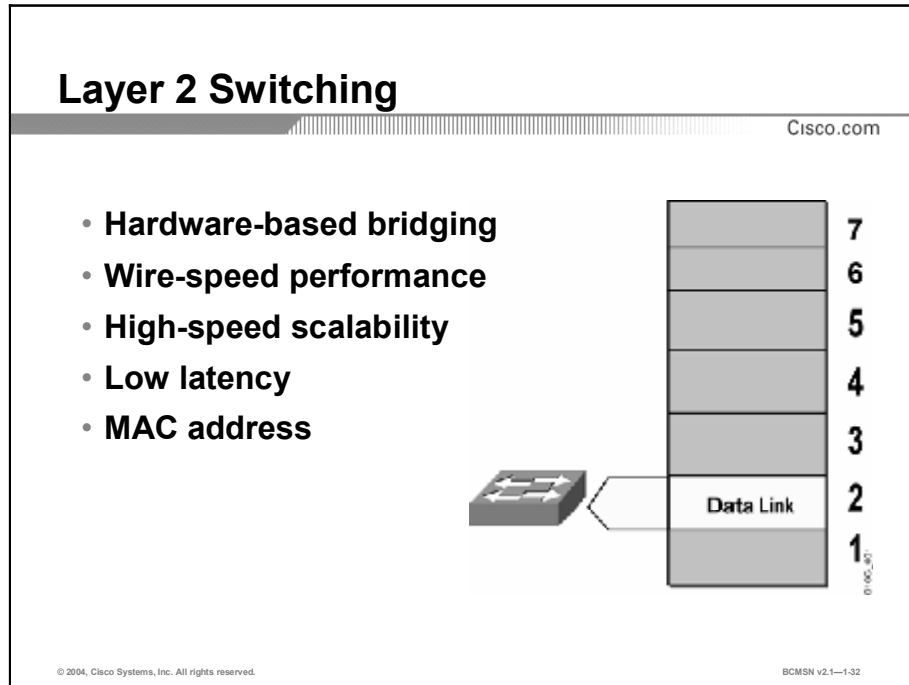 Layer 2 Switching
Cisco.com
• Hardware-based bridging
• Wire-speed performance
• High-speed scalability
• Low latency
• MAC address
7
6
5
4
3
Data Link 2
1
© 2004, Cisco Systems, Inc. All rights reserved. BCMSN v2.1—1-32